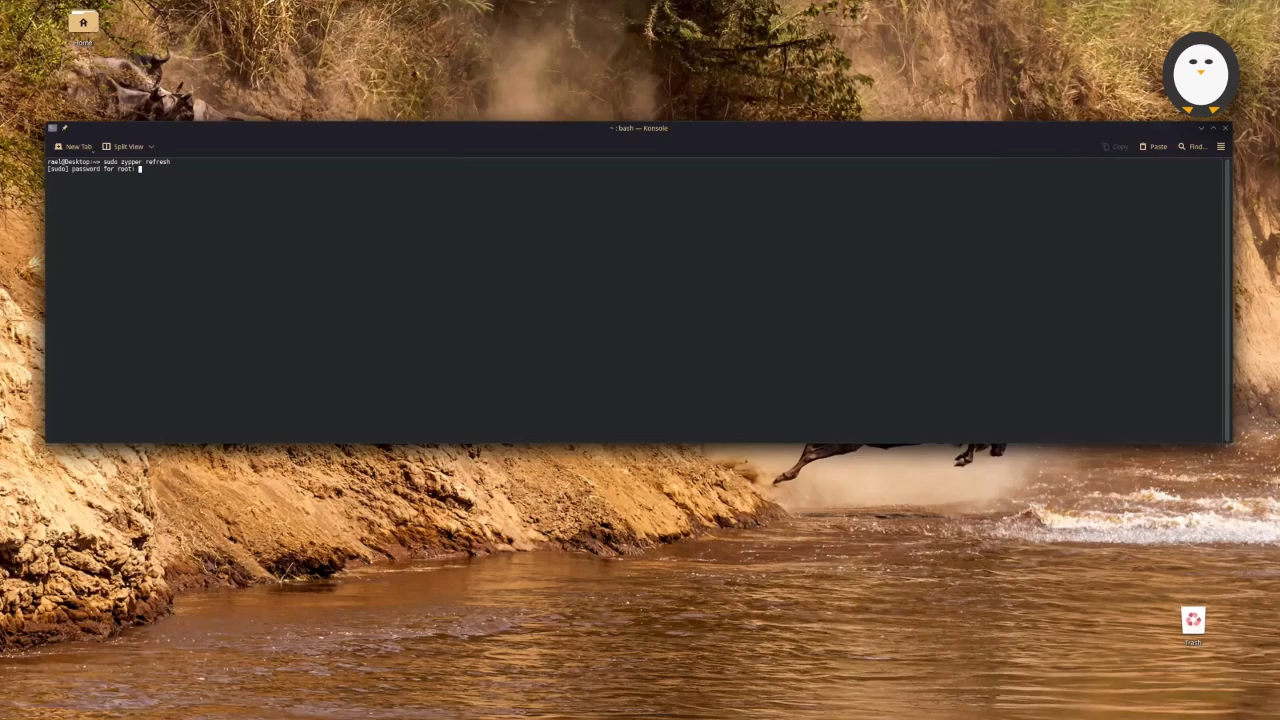 Home
~ : bash — Konsole
New Tab
Split View
Copy
Paste
Find...
rael@Desktop:~> sudo zypper refresh
[sudo] password for root:
Trash